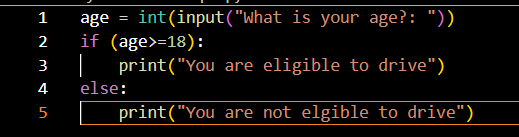 1 age = int(input("What is your age?: "))
2 if (age>=18):
3     print("You are eligible to drive")
4 else:
5     print("You are not elgible to drive")